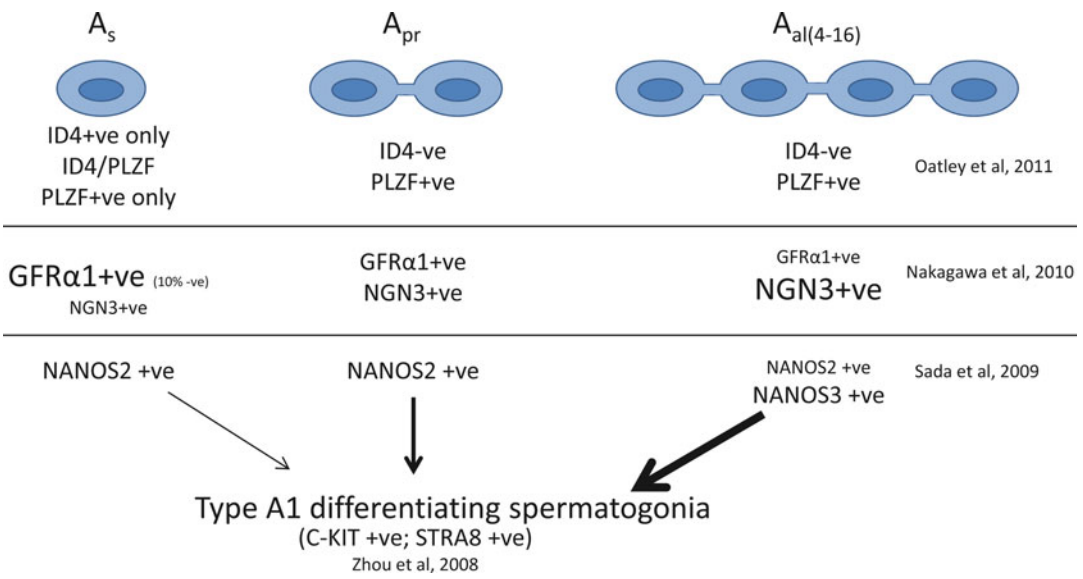 As Apr Aal(4-16)
ID4+ve only
ID4/PLZF
PLZF+ve only
ID4-ve
PLZF+ve
ID4-ve
PLZF+ve
Oatley et al, 2011
GFRα1+ve (10% -ve)
NGN3+ve
GFRα1+ve
NGN3+ve
GFRα1+ve
NGN3+ve
Nakagawa et al, 2010
NANOS2 +ve
NANOS2 +ve
NANOS2 +ve
NANOS3 +ve
Sada et al, 2009
Type A1 differentiating spermatogonia
(C-KIT +ve; STRA8 +ve)
Zhou et al, 2008